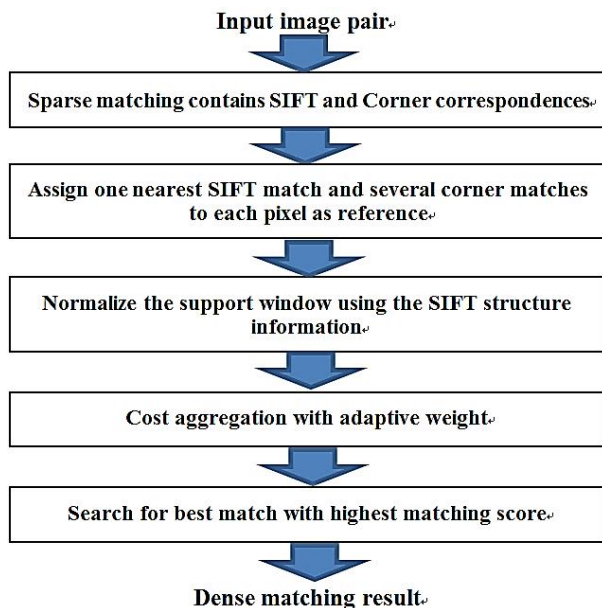 Input image pair
Sparse matching contains SIFT and Corner correspondences
Assign one nearest SIFT match and several corner matches
to each pixel as reference
Normalize the support window using the SIFT structure
information
Cost aggregation with adaptive weight
Search for best match with highest matching score
Dense matching result